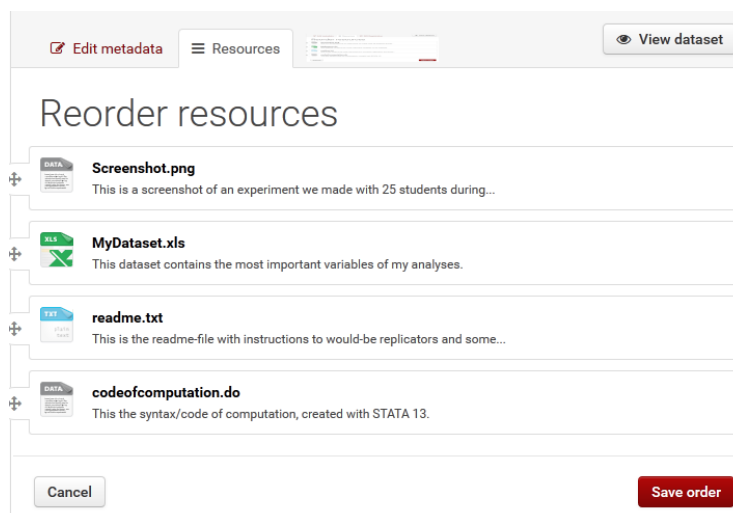 Edit metadata
Resources
View dataset
Reorder resources
DATA
Screenshot.png
This is a screenshot of an experiment we made with 25 students during...
XLS
MyDataset.xls
This dataset contains the most important variables of my analyses.
TXT
plain
text
readme.txt
This is the readme-file with instructions to would-be replicators and some...
DATA
codeofcomputation.do
This the syntax/code of computation, created with STATA 13.
Cancel
Save order